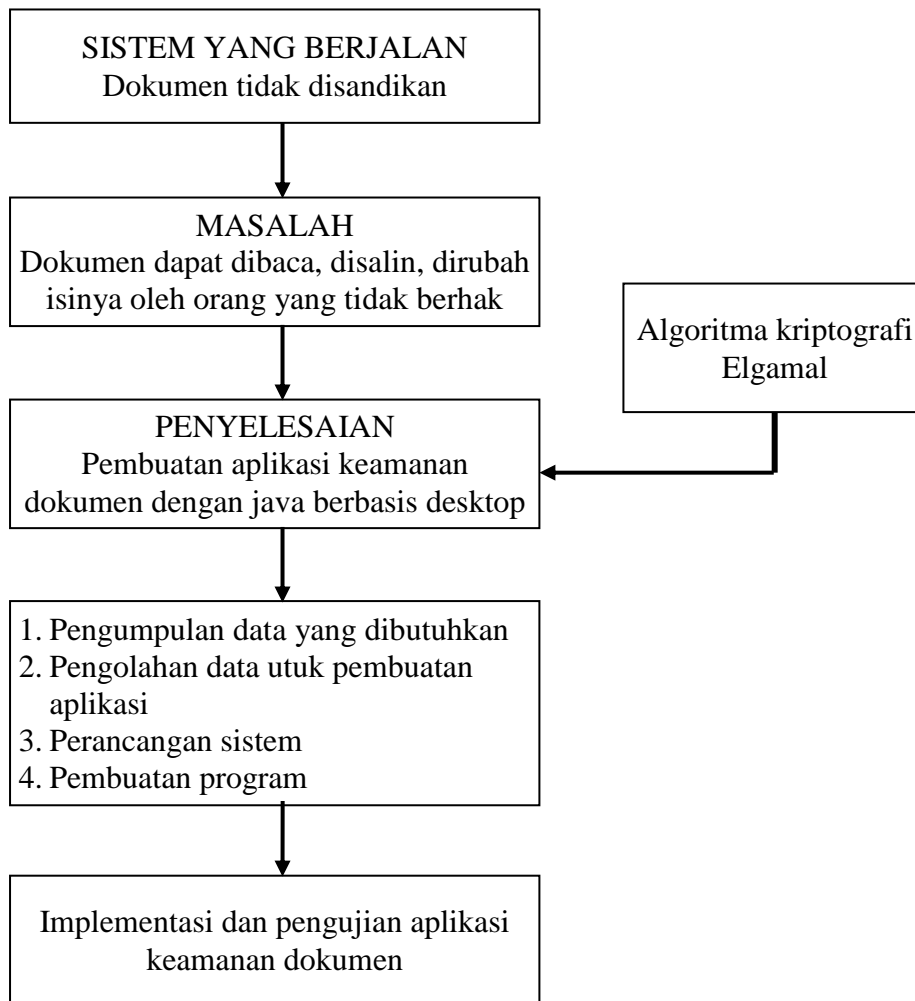 SISTEM YANG BERJALAN
Dokumen tidak disandikan
MASALAH
Dokumen dapat dibaca, disalin, dirubah
isinya oleh orang yang tidak berhak
Algoritma kriptografi
Elgamal
PENYELESAIAN
Pembuatan aplikasi keamanan
dokumen dengan java berbasis desktop
1. Pengumpulan data yang dibutuhkan
2. Pengolahan data utuk pembuatan
aplikasi
3. Perancangan sistem
4. Pembuatan program
Implementasi dan pengujian aplikasi
keamanan dokumen